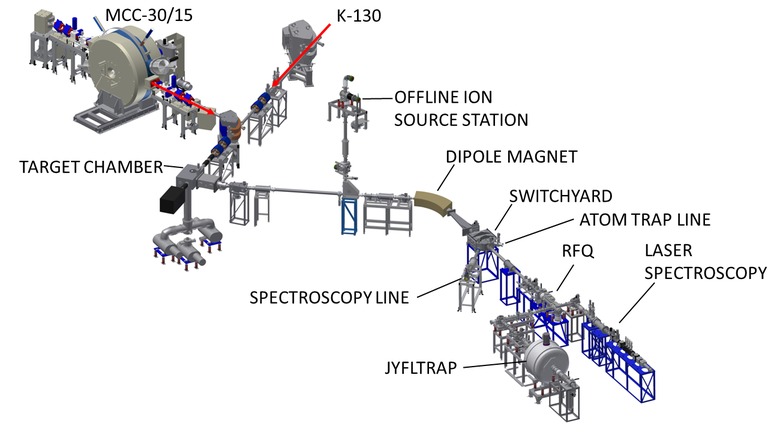 MCC-30/15
K-130
OFFLINE ION
SOURCE STATION
TARGET CHAMBER
DIPOLE MAGNET
SWITCHYARD
ATOM TRAP LINE
RFQ
LASER
SPECTROSCOPY
SPECTROSCOPY LINE
JYFLTRAP